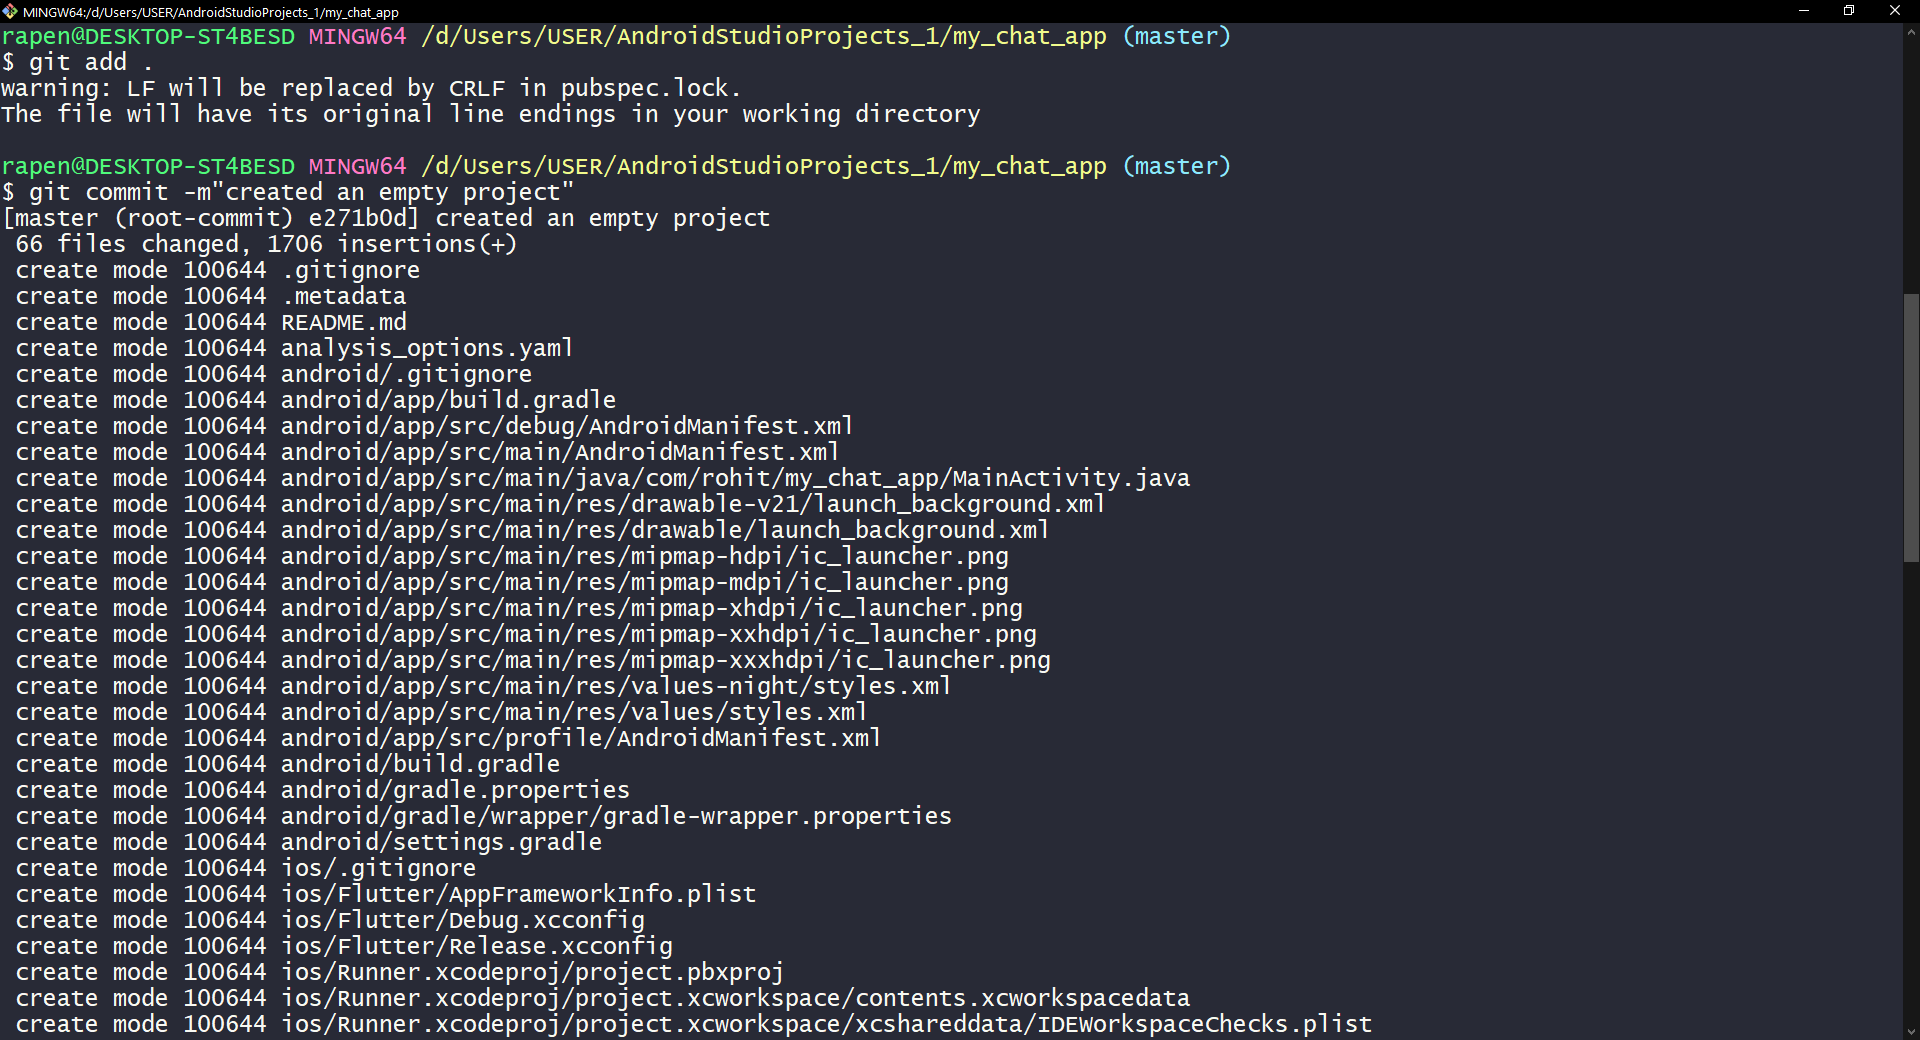 MINGW64:/d/Users/USER/AndroidStudioProjects_1/my_chat_app
rapen@DESKTOP-ST4BESD MINGW64 /d/Users/USER/AndroidStudioProjects_1/my_chat_app (master)
$ git add .
warning: LF will be replaced by CRLF in pubspec.lock.
The file will have its original line endings in your working directory
rapen@DESKTOP-ST4BESD MINGW64 /d/Users/USER/AndroidStudioProjects_1/my_chat_app (master)
$ git commit -m"created an empty project"
[master (root-commit) e271b0d] created an empty project
 66 files changed, 1706 insertions(+)
 create mode 100644 .gitignore
 create mode 100644 .metadata
 create mode 100644 README.md
 create mode 100644 analysis_options.yaml
 create mode 100644 android/.gitignore
 create mode 100644 android/app/build.gradle
 create mode 100644 android/app/src/debug/AndroidManifest.xml
 create mode 100644 android/app/src/main/AndroidManifest.xml
 create mode 100644 android/app/src/main/java/com/rohit/my_chat_app/MainActivity.java
 create mode 100644 android/app/src/main/res/drawable-v21/launch_background.xml
 create mode 100644 android/app/src/main/res/drawable/launch_background.xml
 create mode 100644 android/app/src/main/res/mipmap-hdpi/ic_launcher.png
 create mode 100644 android/app/src/main/res/mipmap-mdpi/ic_launcher.png
 create mode 100644 android/app/src/main/res/mipmap-xhdpi/ic_launcher.png
 create mode 100644 android/app/src/main/res/mipmap-xxhdpi/ic_launcher.png
 create mode 100644 android/app/src/main/res/mipmap-xxxhdpi/ic_launcher.png
 create mode 100644 android/app/src/main/res/values-night/styles.xml
 create mode 100644 android/app/src/main/res/values/styles.xml
 create mode 100644 android/app/src/profile/AndroidManifest.xml
 create mode 100644 android/build.gradle
 create mode 100644 android/gradle.properties
 create mode 100644 android/gradle/wrapper/gradle-wrapper.properties
 create mode 100644 android/settings.gradle
 create mode 100644 ios/.gitignore
 create mode 100644 ios/Flutter/AppFrameworkInfo.plist
 create mode 100644 ios/Flutter/Debug.xcconfig
 create mode 100644 ios/Flutter/Release.xcconfig
 create mode 100644 ios/Runner.xcodeproj/project.pbxproj
 create mode 100644 ios/Runner.xcodeproj/project.xcworkspace/contents.xcworkspacedata
 create mode 100644 ios/Runner.xcodeproj/project.xcworkspace/xcshareddata/IDEWorkspaceChecks.plist